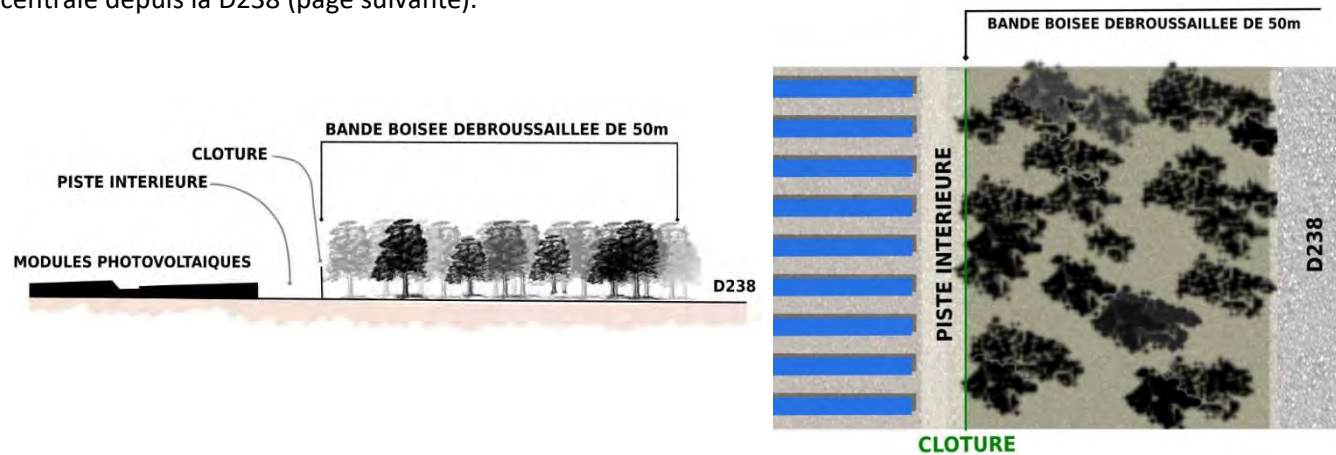 centrale depuis la D238 (page suivante).
BANDE BOISEE DEBROUSSAILLEE DE 50m
CLOTURE
PISTE INTERIEURE
MODULES PHOTOVOLTAIQUES
D238
BANDE BOISEE DEBROUSSAILLEE DE 50m
PISTE INTERIEURE
D238
CLOTURE